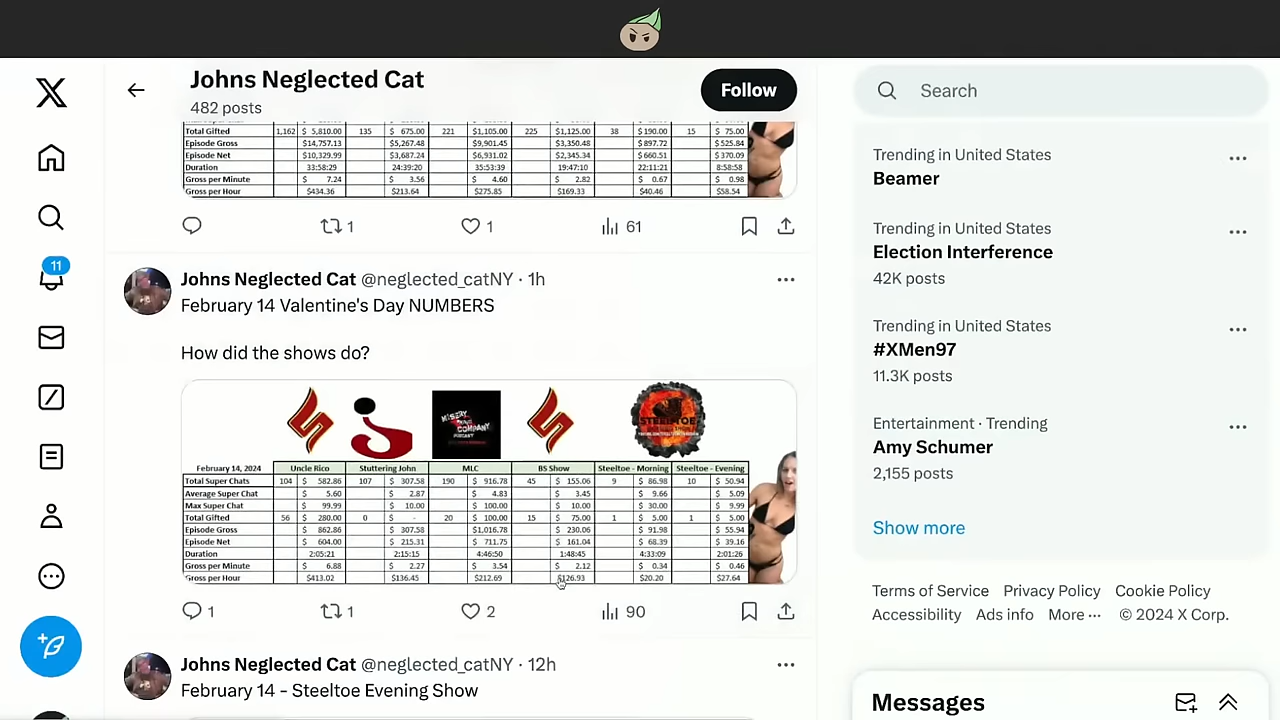 Johns Neglected Cat
482 posts
Follow
Search
Total Gifted 1,162 $ 5,810.00 135 $ 675.00 221 $1,105.00 225 $1,125.00 38 $190.00 15 $ 75.00
Episode Gross $14,757.13 $5,267.48 $9,901.45 $3,350.48 $897.72 $525.84
Episode Net $10,329.99 $3,687.24 $6,931.02 $2,345.34 $660.51 $370.09
Duration 33:58:29 24:39:20 35:53:39 19:47:10 22:11:21 8:58:58
Gross per Minute $ 7.24 $ 3.56 $ 4.60 $ 2.82 $ 0.67 $ 0.98
Gross per Hour $434.36 $213.64 $275.85 $169.33 $40.46 $58.54
1 1 61
Johns Neglected Cat @neglected_catNY · 1h
February 14 Valentine's Day NUMBERS
How did the shows do?
MISERY LOVES COMPANY PODCAST
STEELTOE
February 14, 2024 Uncle Rico Stuttering John MLC BS Show Steeltoe - Morning Steeltoe - Evening
Total Super Chats 104 $ 582.86 107 $ 307.58 190 $ 916.78 45 $ 155.06 9 $ 86.98 10 $ 50.94
Average Super Chat $ 5.60 $ 2.87 $ 4.83 $ 3.45 $ 9.66 $ 5.09
Max Super Chat $ 99.99 $ 10.00 $ 100.00 $ 10.00 $ 30.00 $ 9.99
Total Gifted 56 $ 280.00 0 $ - 20 $ 100.00 15 $ 75.00 1 $ 5.00 1 $ 5.00
Episode Gross $ 862.86 $ 307.58 $1,016.78 $ 230.06 $ 91.98 $ 55.94
Episode Net $ 604.00 $ 215.31 $ 711.75 $ 161.04 $ 68.39 $ 39.16
Duration 2:05:21 2:15:15 4:46:50 1:48:45 4:33:09 2:01:26
Gross per Minute $ 6.88 $ 2.27 $ 3.54 $ 2.12 $ 0.34 $ 0.46
Gross per Hour $413.02 $136.45 $212.69 $126.93 $20.20 $27.64
1 1 2 90
Johns Neglected Cat @neglected_catNY · 12h
February 14 - Steeltoe Evening Show
11
Trending in United States
Beamer
Trending in United States
Election Interference
42K posts
Trending in United States
#XMen97
11.3K posts
Entertainment · Trending
Amy Schumer
2,155 posts
Show more
Terms of Service Privacy Policy Cookie Policy
Accessibility Ads info More ··· © 2024 X Corp.
Messages